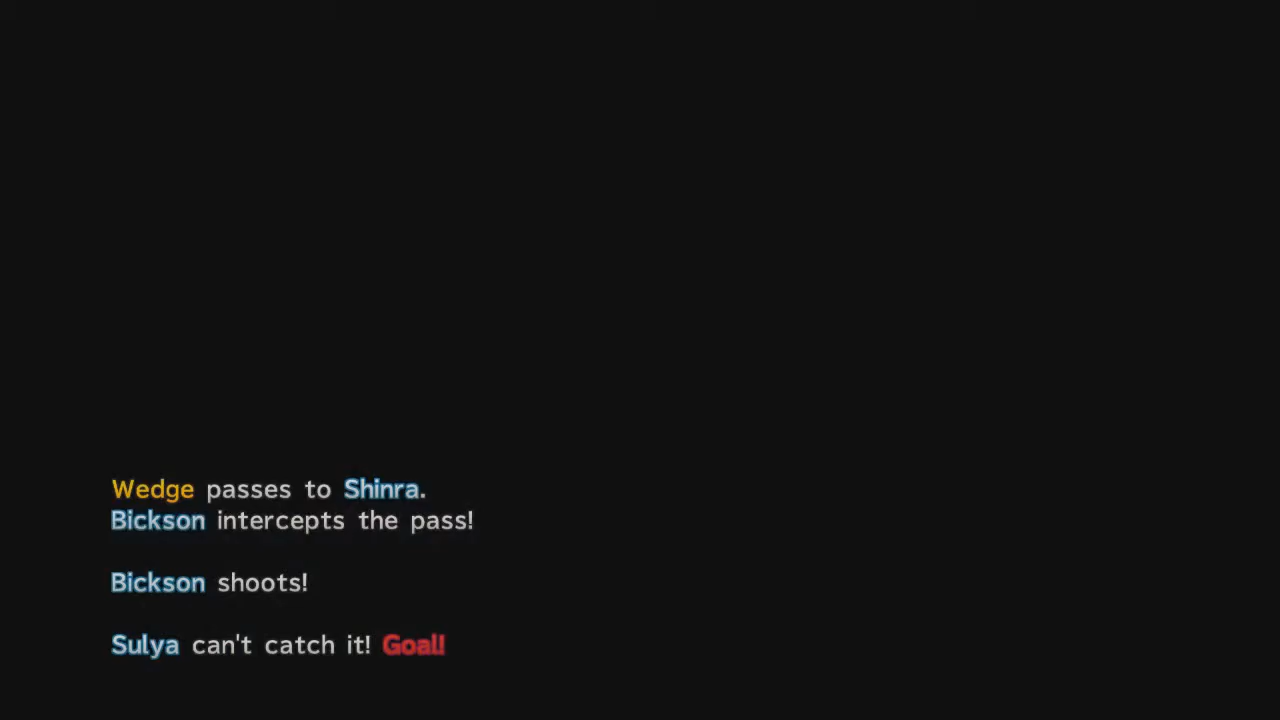 Wedge passes to Shinra.
Bickson intercepts the pass!
Bickson shoots!
Sulya can't catch it! Goal!